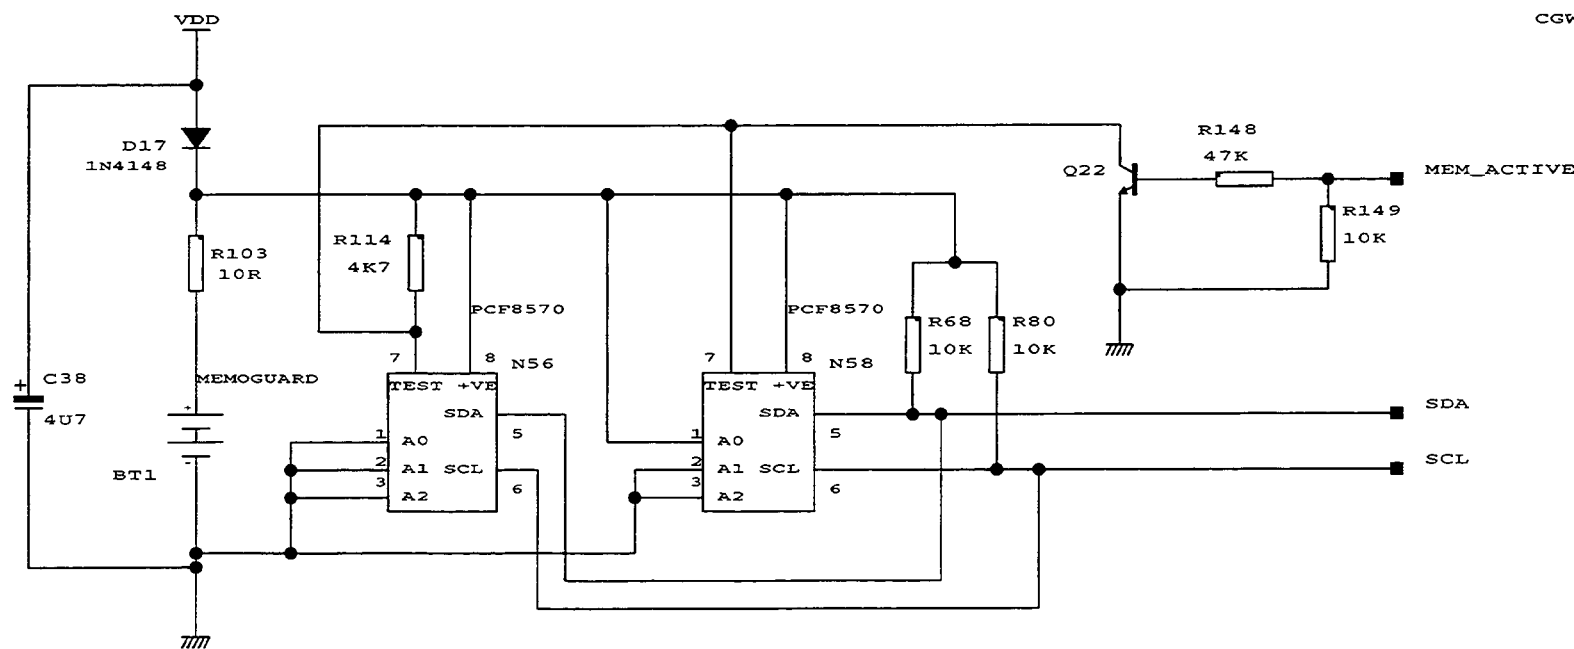 VDD
CGW
D17
1N4148
R148
47K
Q22
MEM_ACTIVE
R149
10K
R103
10R
R114
4K7
PCF8570
PCF8570
R68
10K
R80
10K
7
8
N56
7
8
N58
C38
4U7
+
MEMOGUARD
TEST +VE
TEST +VE
+
-
BT1
SDA
5
SDA
5
SDA
1
A0
1
A0
2
A1
SCL
2
A1
SCL
SCL
3
A2
6
3
A2
6